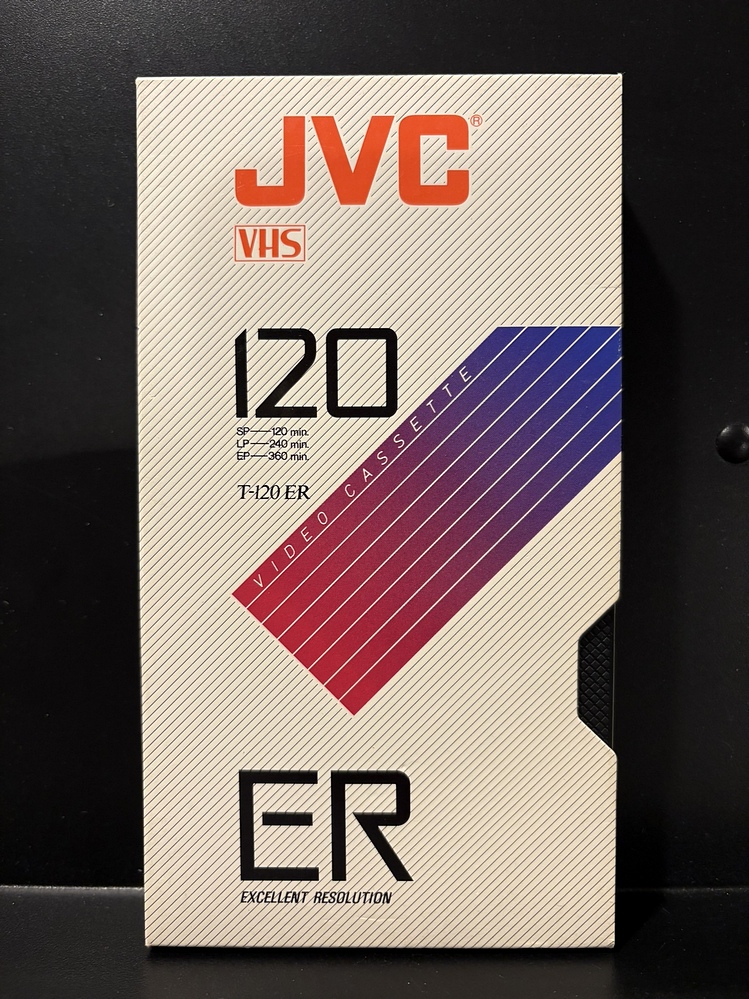 JVC®
VHS
120
SP—120 min.
LP—240 min.
EP—360 min.
T-120 ER
VIDEO CASSETTE
ER
EXCELLENT RESOLUTION